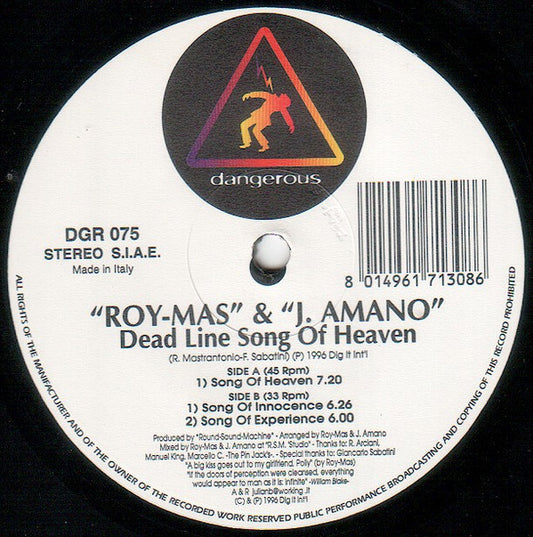 dangerous
DGR 075
STEREO S.I.A.E.
Made in Italy
8 014961 713086
"ROY-MAS" & "J. AMANO"
Dead Line Song Of Heaven
(R. Mastrantonio-F. Sabatini) (P) 1996 Dig It Int'l
SIDE A (45 Rpm)
1) Song Of Heaven 7.20
SIDE B (33 Rpm)
1) Song Of Innocence 6.26
2) Song Of Experience 6.00
Produced by "Round-Sound-Machine" - Arranged by Roy-Mas & J. Amano
Mixed by Roy-Mas & J. Amano at "R.S.M. 'Studio" - Thanks to: R. Arciani,
Manuel King, Marcello C. -The Pin Jack's-. - Special thanks to: Giancarlo Sabatini
"A big kiss goes out to my girlfriend, Polly" (by Roy-Mas)
"If the doors of perception were cleansed, everything
would appear to man as it is: infinite" -William Blake-
A & R julianb@working.it
(C) & (P) 1996 Dig It Int'l
ALL RIGHTS OF THE MANUFACTURER AND OF THE OWNER OF THE RECORDED WORK RESERVED PUBLIC PERFORMANCE BROADCASTING AND COPYING OF THIS RECORD PROHIBITED